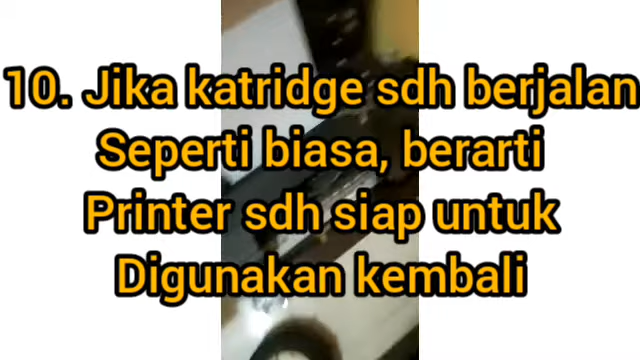 10. Jika katridge sdh berjalan
Seperti biasa, berarti
Printer sdh siap untuk
Digunakan kembali